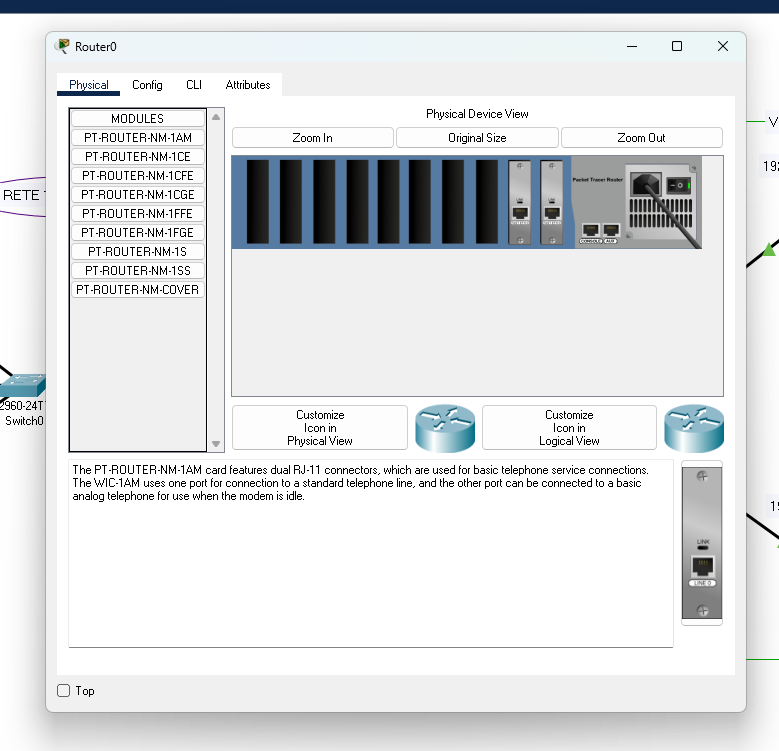 Router0
Physical
Config
CLI
Attributes
MODULES
PT-ROUTER-NM-1AM
PT-ROUTER-NM-1CE
PT-ROUTER-NM-1CFE
PT-ROUTER-NM-1CGE
PT-ROUTER-NM-1FFE
PT-ROUTER-NM-1FGE
PT-ROUTER-NM-1S
PT-ROUTER-NM-1SS
PT-ROUTER-NM-COVER
Physical Device View
Zoom In
Original Size
Zoom Out
Packet Tracer Router
CONSOLE
AUX
Customize
Icon in
Physical View
Customize
Icon in
Logical View
The PT-ROUTER-NM-1AM card features dual RJ-11 connectors, which are used for basic telephone service connections.
The WIC-1AM uses one port for connection to a standard telephone line, and the other port can be connected to a basic
analog telephone for use when the modem is idle.
LINK
LINE 0
Top
RETE
2960-24T
Switch0
V
19